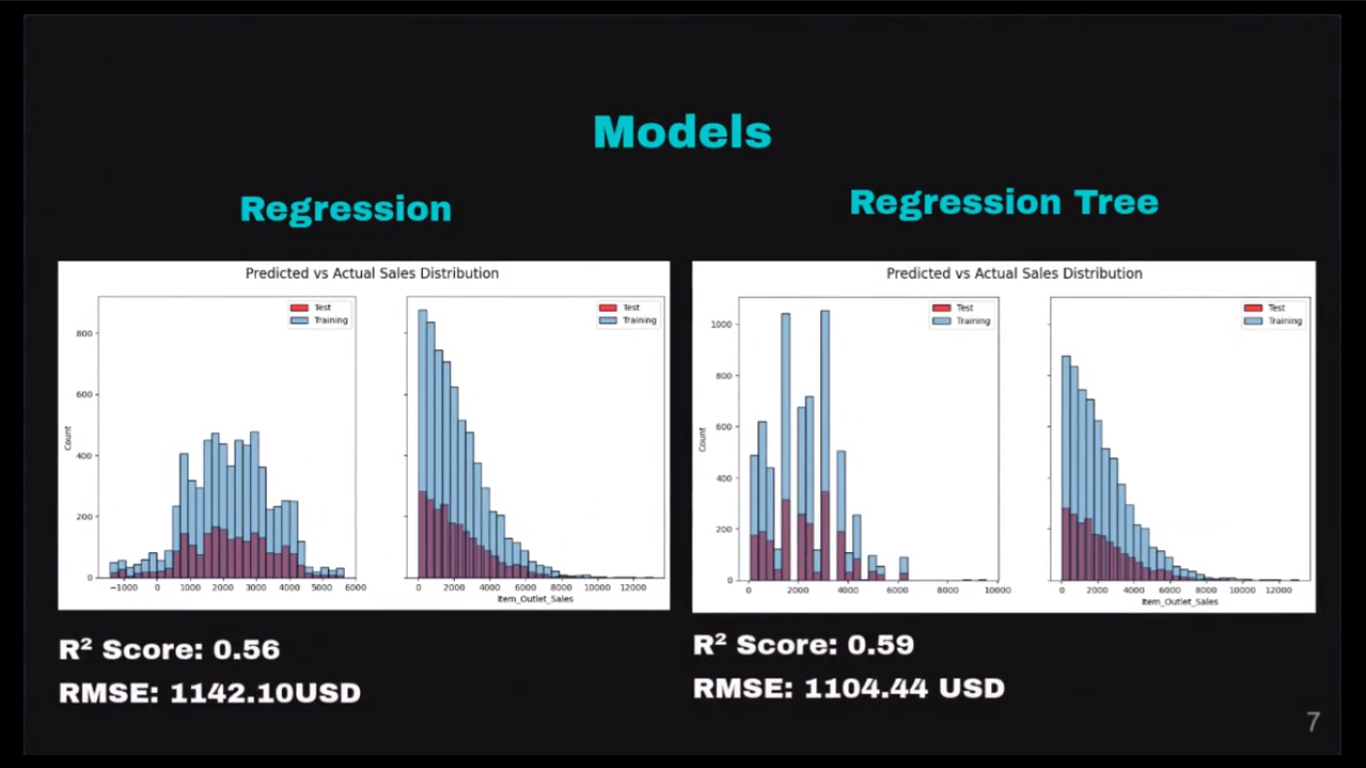 Models
Regression
Regression Tree
Predicted vs Actual Sales Distribution
Test
Training
Test
Training
800
600
400
200
0
Count
−1000 0 1000 2000 3000 4000 5000 6000
0 2000 4000 6000 8000 10000 12000
Item_Outlet_Sales
Predicted vs Actual Sales Distribution
Test
Training
Test
Training
1000
800
600
400
200
0
Count
0 2000 4000 6000 8000 10000
0 2000 4000 6000 8000 10000 12000
Item_Outlet_Sales
R² Score: 0.56
RMSE: 1142.10USD
R² Score: 0.59
RMSE: 1104.44 USD
7